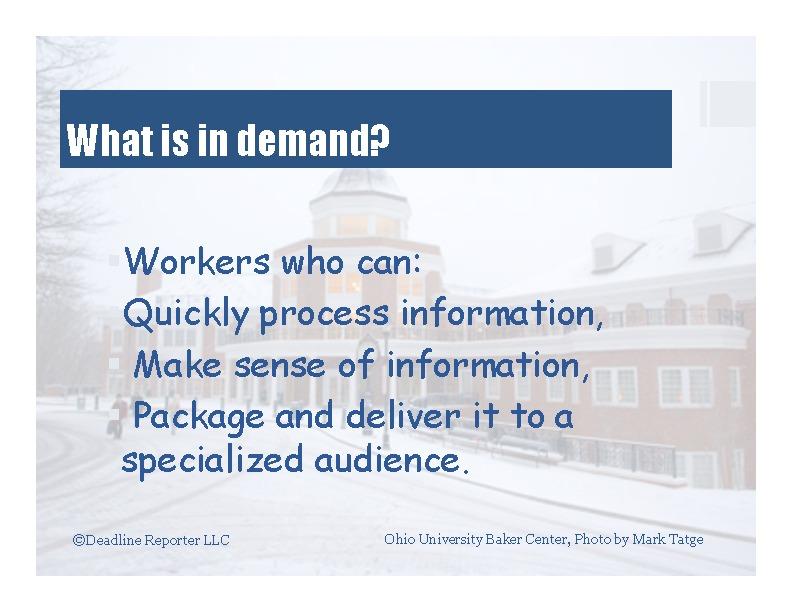 What is in demand?
Workers who can:
Quickly process information,
Make sense of information,
Package and deliver it to a
specialized audience.
©Deadline Reporter LLC
Ohio University Baker Center, Photo by Mark Tatge